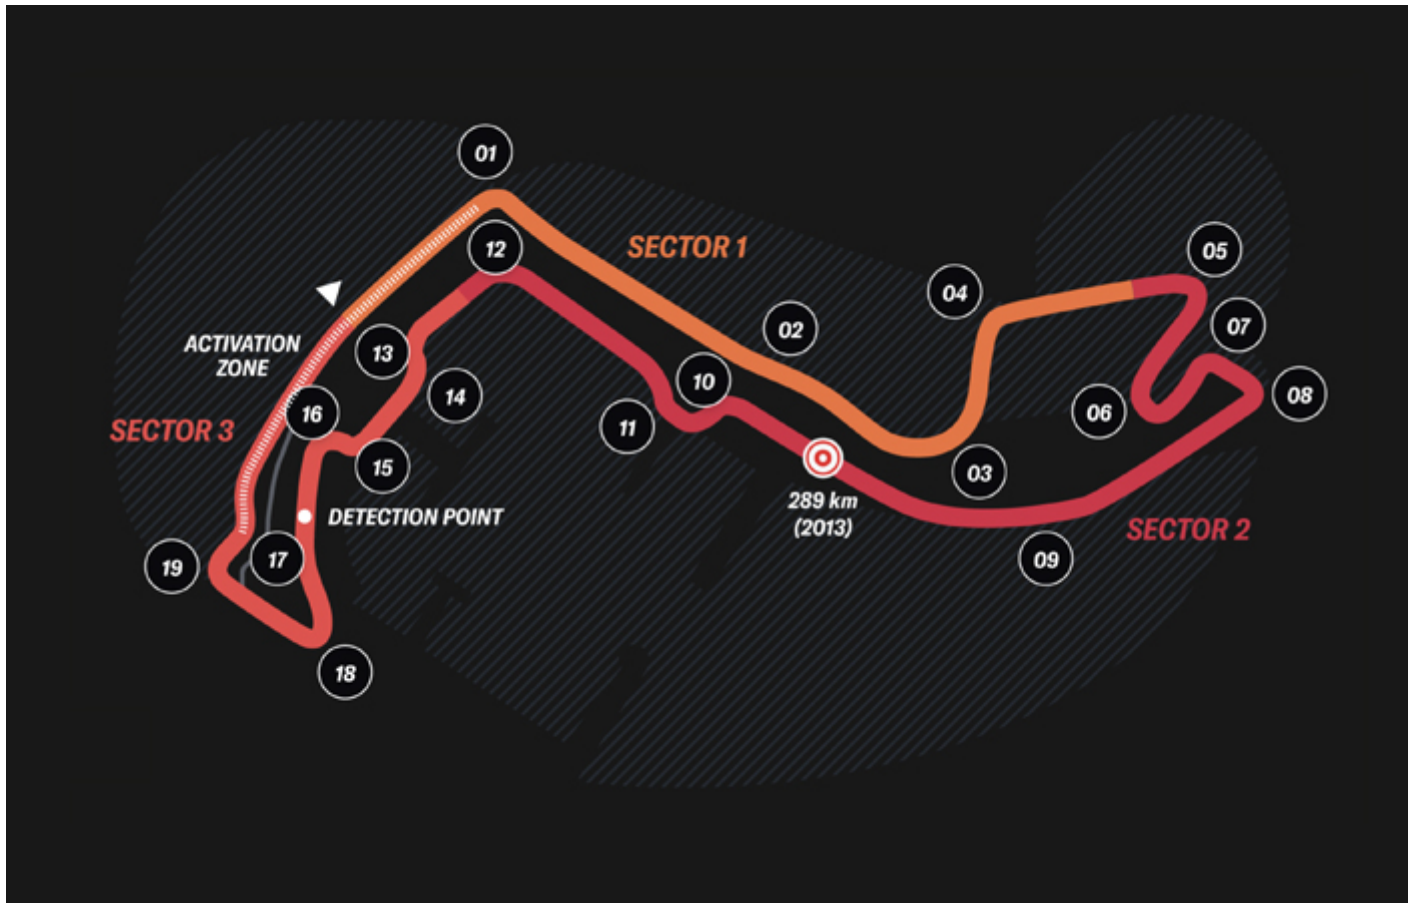 01
12
SECTOR 1
05
04
02
07
ACTIVATION
ZONE
13
10
14
08
16
06
11
SECTOR 3
15
03
289 km
(2013)
DETECTION POINT
SECTOR 2
19
17
09
18